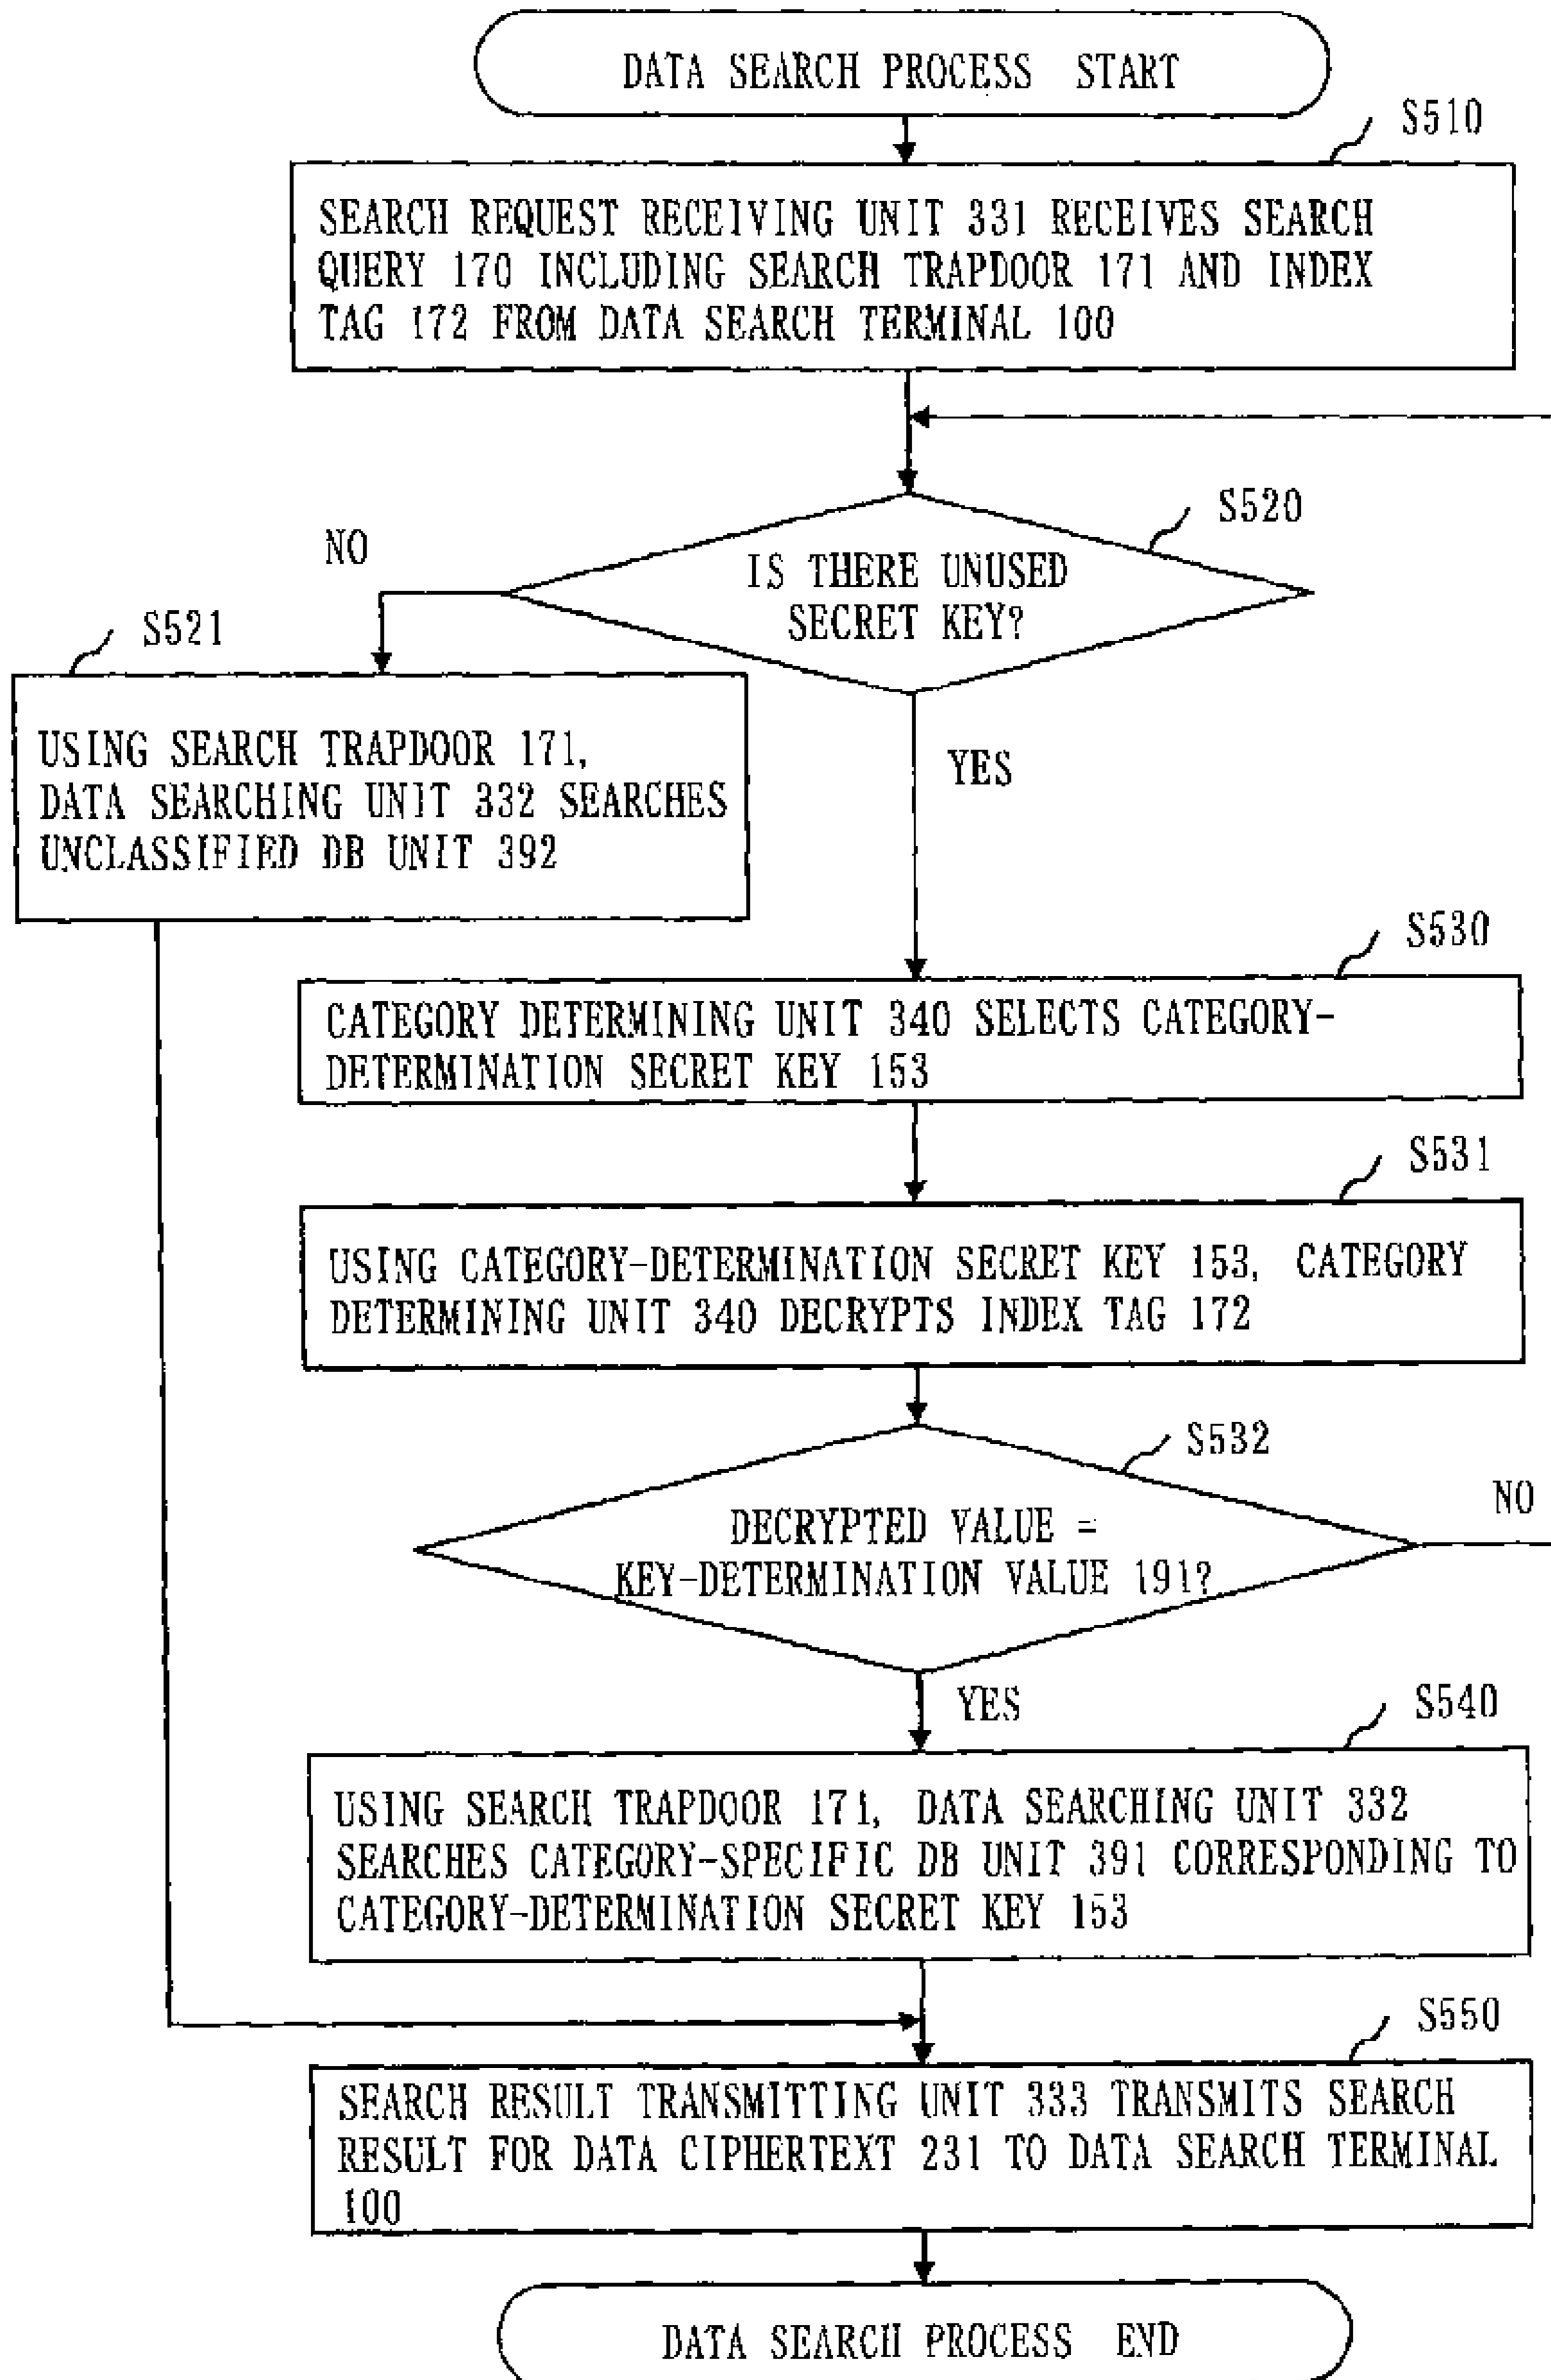 DATA SEARCH PROCESS START
S510
SEARCH REQUEST RECEIVING UNIT 331 RECEIVES SEARCH
QUERY 170 INCLUDING SEARCH TRAPDOOR 171 AND INDEX
TAG 172 FROM DATA SEARCH TERMINAL 100
S520
NO
IS THERE UNUSED
SECRET KEY?
S521
USING SEARCH TRAPDOOR 171,
DATA SEARCHING UNIT 332 SEARCHES
UNCLASSIFIED DB UNIT 392
YES
S530
CATEGORY DETERMINING UNIT 340 SELECTS CATEGORY-
DETERMINATION SECRET KEY 153
S531
USING CATEGORY-DETERMINATION SECRET KEY 153, CATEGORY
DETERMINING UNIT 340 DECRYPTS INDEX TAG 172
S532
NO
DECRYPTED VALUE =
KEY-DETERMINATION VALUE 191?
YES
S540
USING SEARCH TRAPDOOR 171, DATA SEARCHING UNIT 332
SEARCHES CATEGORY-SPECIFIC DB UNIT 391 CORRESPONDING TO
CATEGORY-DETERMINATION SECRET KEY 153
S550
SEARCH RESULT TRANSMITTING UNIT 333 TRANSMITS SEARCH
RESULT FOR DATA CIPHERTEXT 231 TO DATA SEARCH TERMINAL
100
DATA SEARCH PROCESS END